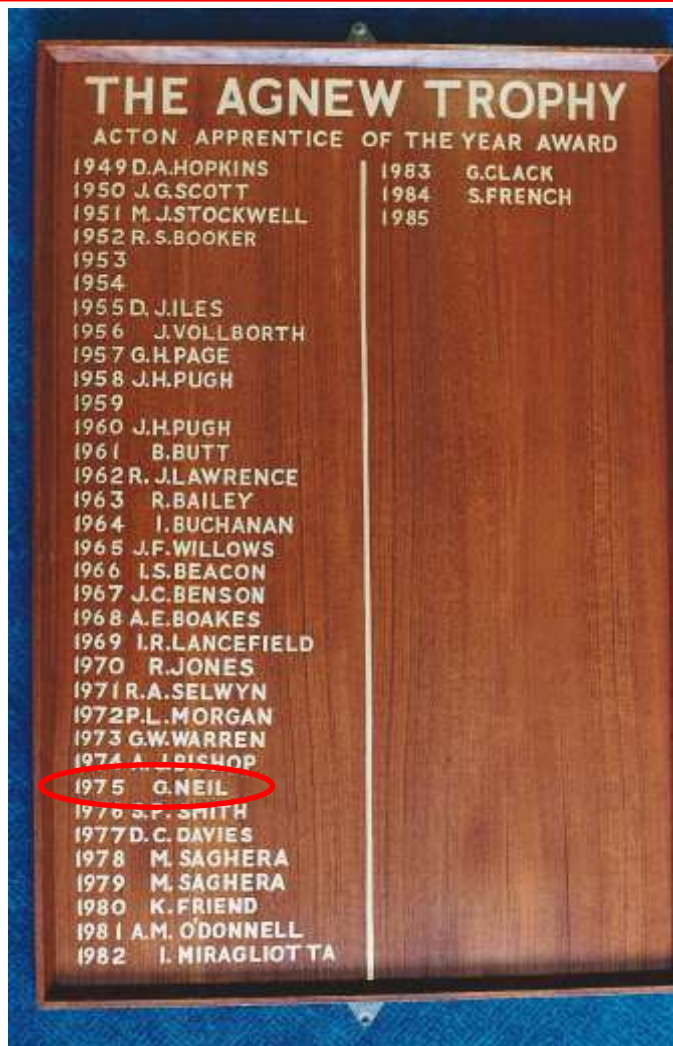 THE AGNEW TROPHY
ACTON APPRENTICE OF THE YEAR AWARD
1949 D.A.HOPKINS
1950 J.G.SCOTT
1951 M.J.STOCKWELL
1952 R.S.BOOKER
1953
1954
1955 D.J.ILES
1956 J.VOLLBORTH
1957 G.H.PAGE
1958 J.H.PUGH
1959
1960 J.H.PUGH
1961 B.BUTT
1962 R.J.LAWRENCE
1963 R.BAILEY
1964 I.BUCHANAN
1965 J.F.WILLOWS
1966 I.S.BEACON
1967 J.C.BENSON
1968 A.E.BOAKES
1969 I.R.LANCEFIELD
1970 R.JONES
1971 R.A.SELWYN
1972 P.L.MORGAN
1973 G.W.WARREN
1974 A.J.BISHOP
1975 G.NEIL
1976 S.P.SMITH
1977 D.C.DAVIES
1978 M.SAGHERA
1979 M.SAGHERA
1980 K.FRIEND
1981 A.M.O'DONNELL
1982 I.MIRAGLIOTTA
1983 G.CLACK
1984 S.FRENCH
1985